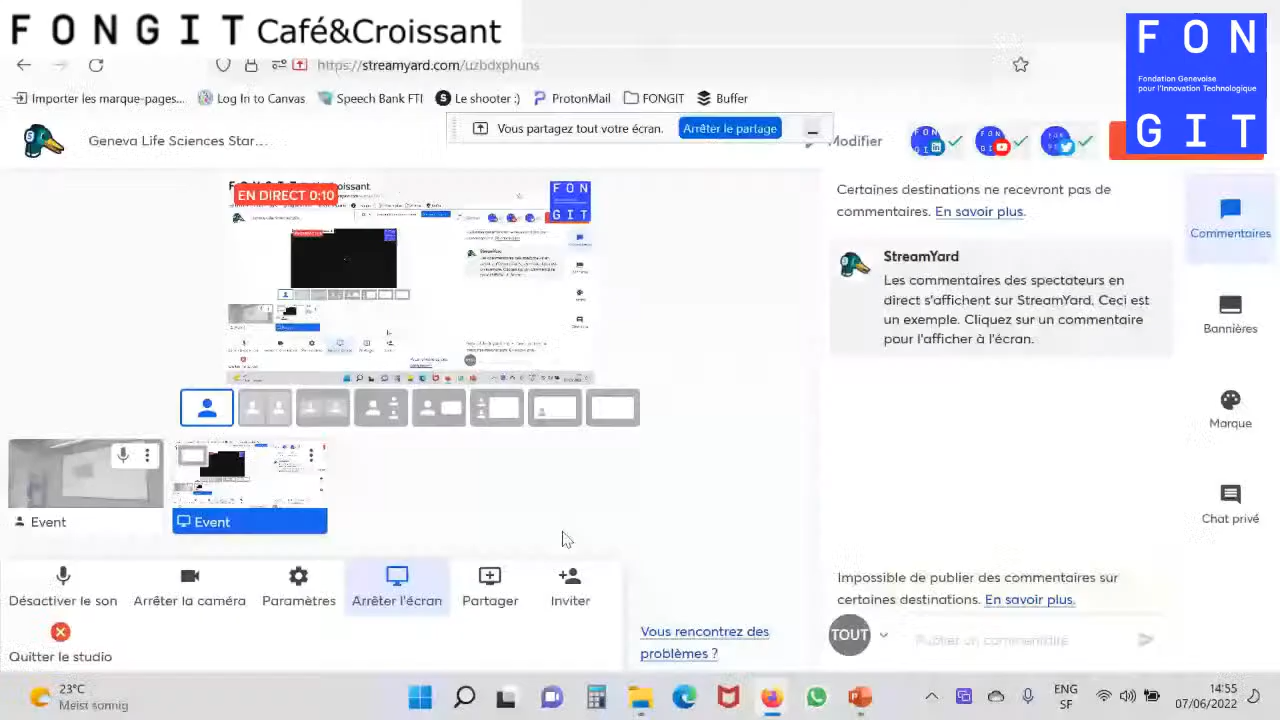 FONGIT Café&Croissant
FON
Fondation Genevoise
pour l'Innovation Technologique
GIT
https://streamyard.com/uzbdxphuns
Importer les marque-pages...
Log In to Canvas
Speech Bank FTI
Le shooter :)
ProtonMail
FONGIT
Buffer
Geneva Life Sciences Star...
Vous partagez tout votre écran.
Arrêter le partage
Modifier
EN DIRECT 0:10
Certaines destinations ne recevront pas de
commentaires. En savoir plus.
StreamYard
Les commentaires des spectateurs en
direct s'affichent sur StreamYard. Ceci est
un exemple. Cliquez sur un commentaire
pour l'afficher à l'écran.
Commentaires
Bannières
Marque
Chat privé
Event
Event
Désactiver le son
Arrêter la caméra
Paramètres
Arrêter l'écran
Partager
Inviter
Quitter le studio
Vous rencontrez des
problèmes ?
Impossible de publier des commentaires sur
certaines destinations. En savoir plus.
TOUT
Publier un commentaire
23°C
Meist sonnig
ENG
SF
14:55
07/06/2022